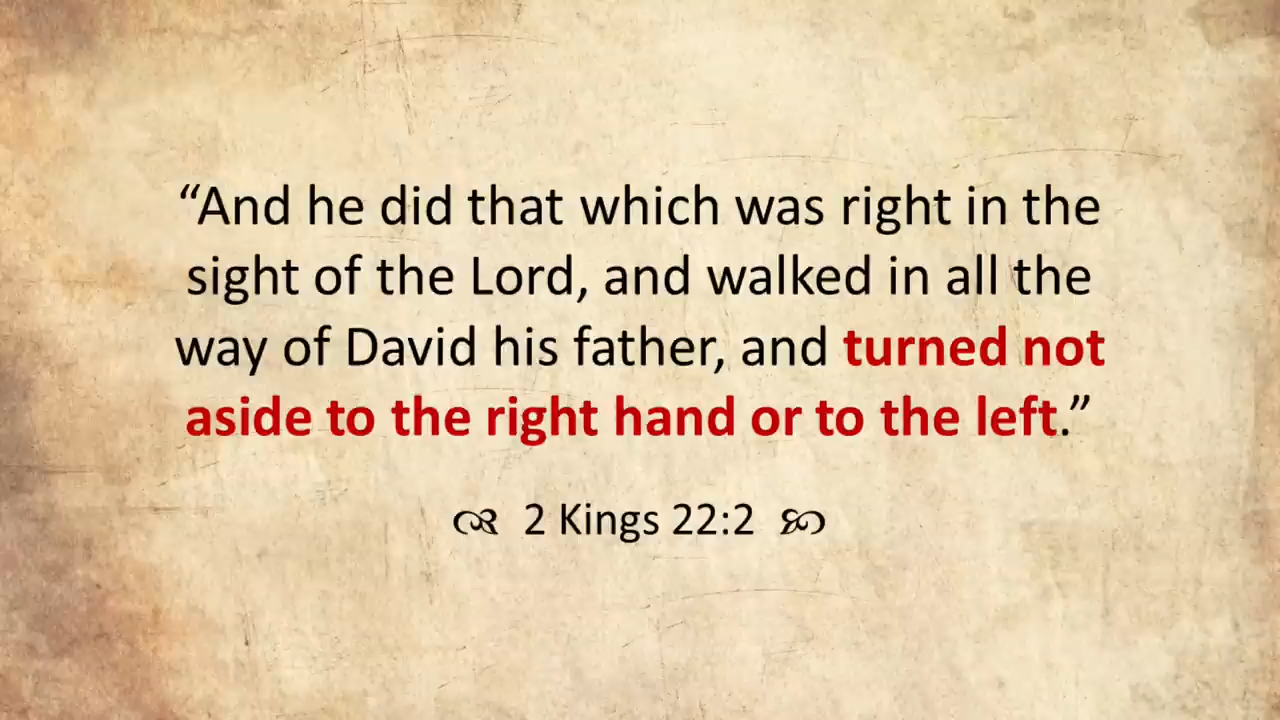 “And he did that which was right in the
sight of the Lord, and walked in all the
way of David his father, and turned not
aside to the right hand or to the left.”
2 Kings 22:2